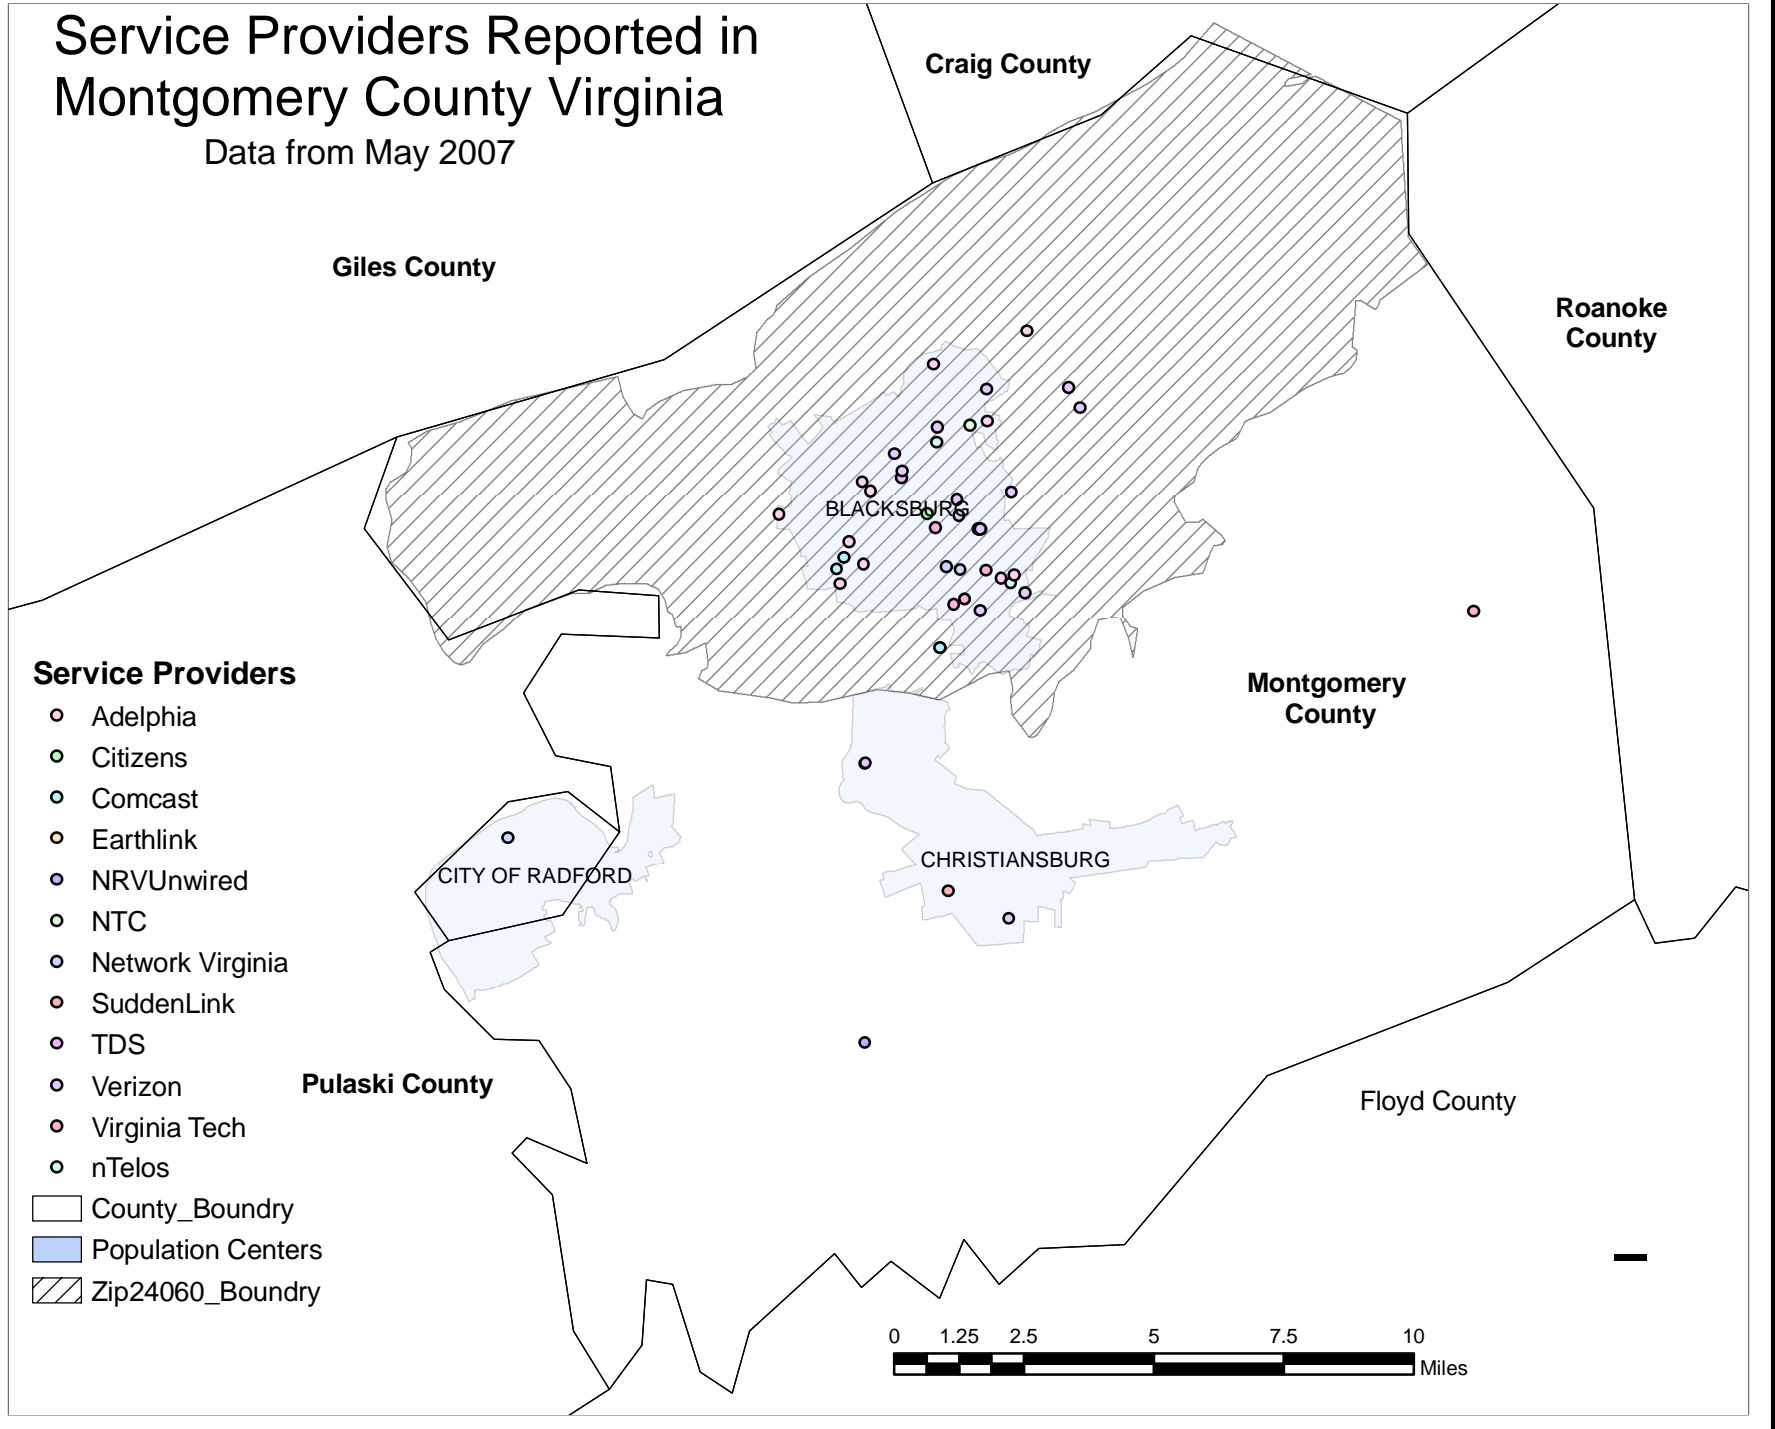 Service Providers Reported in
Montgomery County Virginia
Data from May 2007
Craig County
Giles County
Roanoke
County
BLACKSBURG
Montgomery
County
CHRISTIANSBURG
CITY OF RADFORD
Pulaski County
Floyd County
Service Providers
Adelphia
Citizens
Comcast
Earthlink
NRVUnwired
NTC
Network Virginia
SuddenLink
TDS
Verizon
Virginia Tech
nTelos
County_Boundry
Population Centers
Zip24060_Boundry
0 1.25 2.5 5 7.5 10
Miles